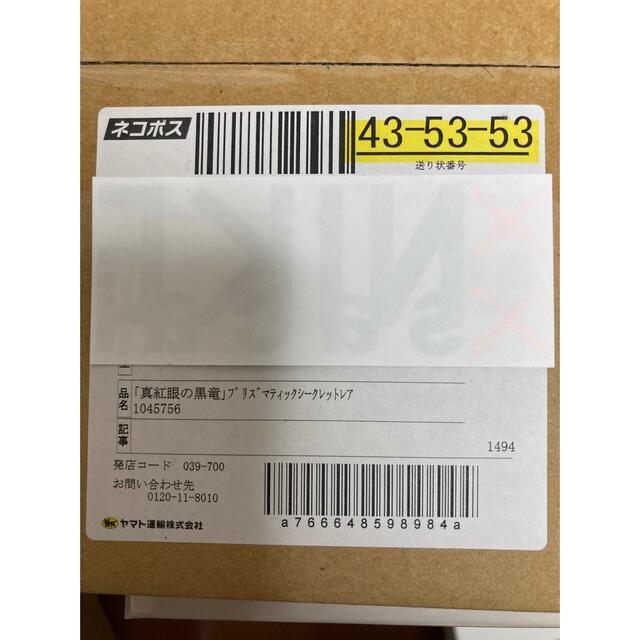 ネコポス
43-53-53
送り状番号
品名
「真紅眼の黒竜」プリズマティックシークレットレア
1045756
記事
1494
発店コード 039-700
お問い合わせ先
0120-11-8010
ヤマト運輸株式会社
a766648598984a